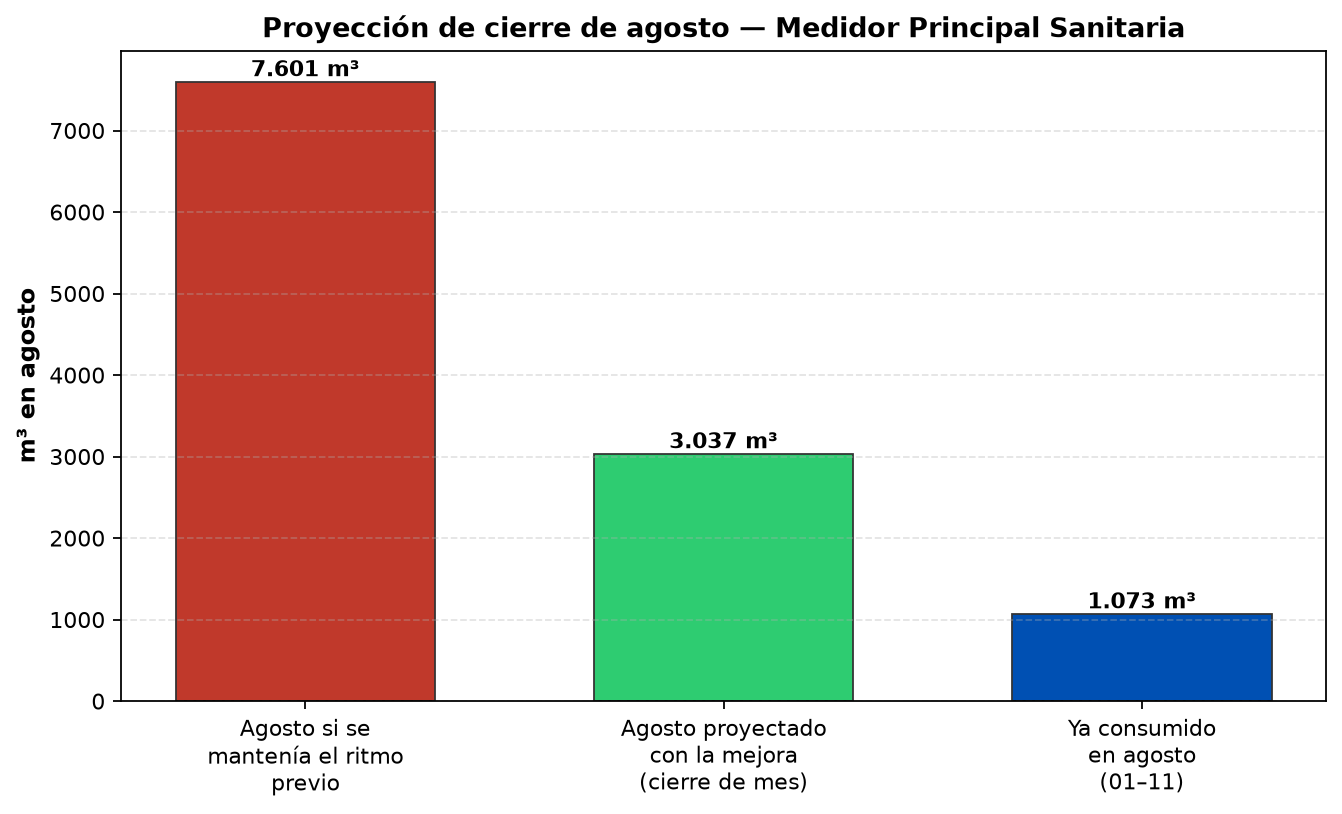 Proyección de cierre de agosto — Medidor Principal Sanitaria
m³ en agosto
7000
6000
5000
4000
3000
2000
1000
0
7.601 m³
3.037 m³
1.073 m³
Agosto si se
mantenía el ritmo
previo
Agosto proyectado
con la mejora
(cierre de mes)
Ya consumido
en agosto
(01–11)